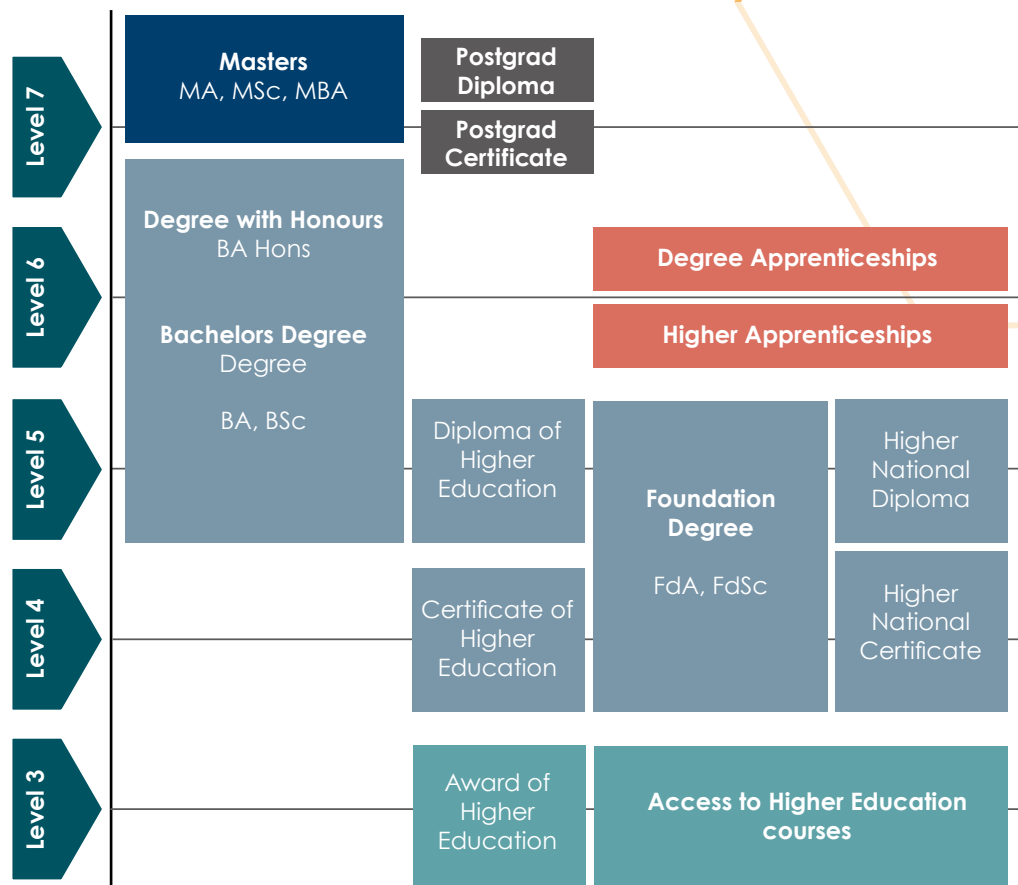 Level 7
Masters
MA, MSc, MBA
Postgrad
Diploma
Postgrad
Certificate
Level 6
Degree with Honours
BA Hons
Bachelors Degree
Degree
BA, BSc
Degree Apprenticeships
Higher Apprenticeships
Level 5
Diploma of
Higher
Education
Foundation
Degree
FdA, FdSc
Higher
National
Diploma
Level 4
Certificate of
Higher
Education
Higher
National
Certificate
Level 3
Award of
Higher
Education
Access to Higher Education
courses